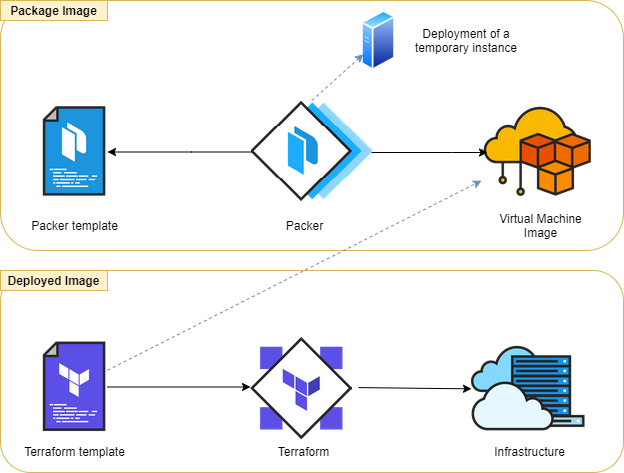 Package Image
Deployment of a
temporary instance
Packer template
Packer
Virtual Machine
Image
Deployed Image
Terraform template
Terraform
Infrastructure